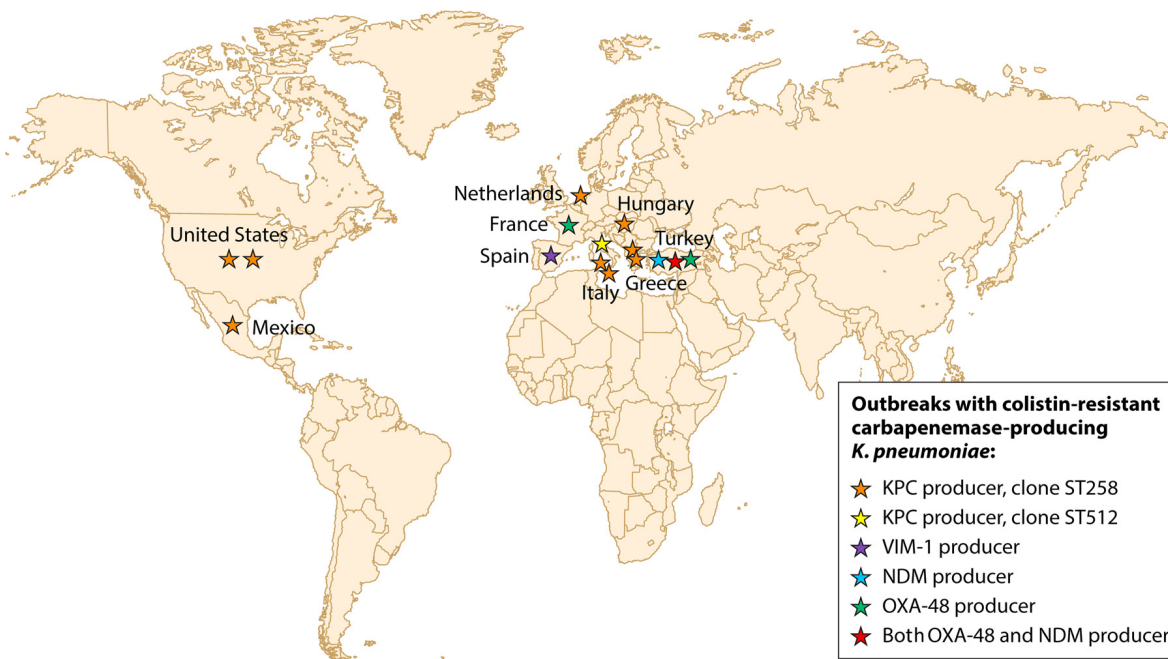 Netherlands
Hungary
France
United States
Turkey
Spain
Greece
Italy
Mexico
Outbreaks with colistin-resistant
carbapenemase-producing
K. pneumoniae:
KPC producer, clone ST258
KPC producer, clone ST512
VIM-1 producer
NDM producer
OXA-48 producer
Both OXA-48 and NDM producer